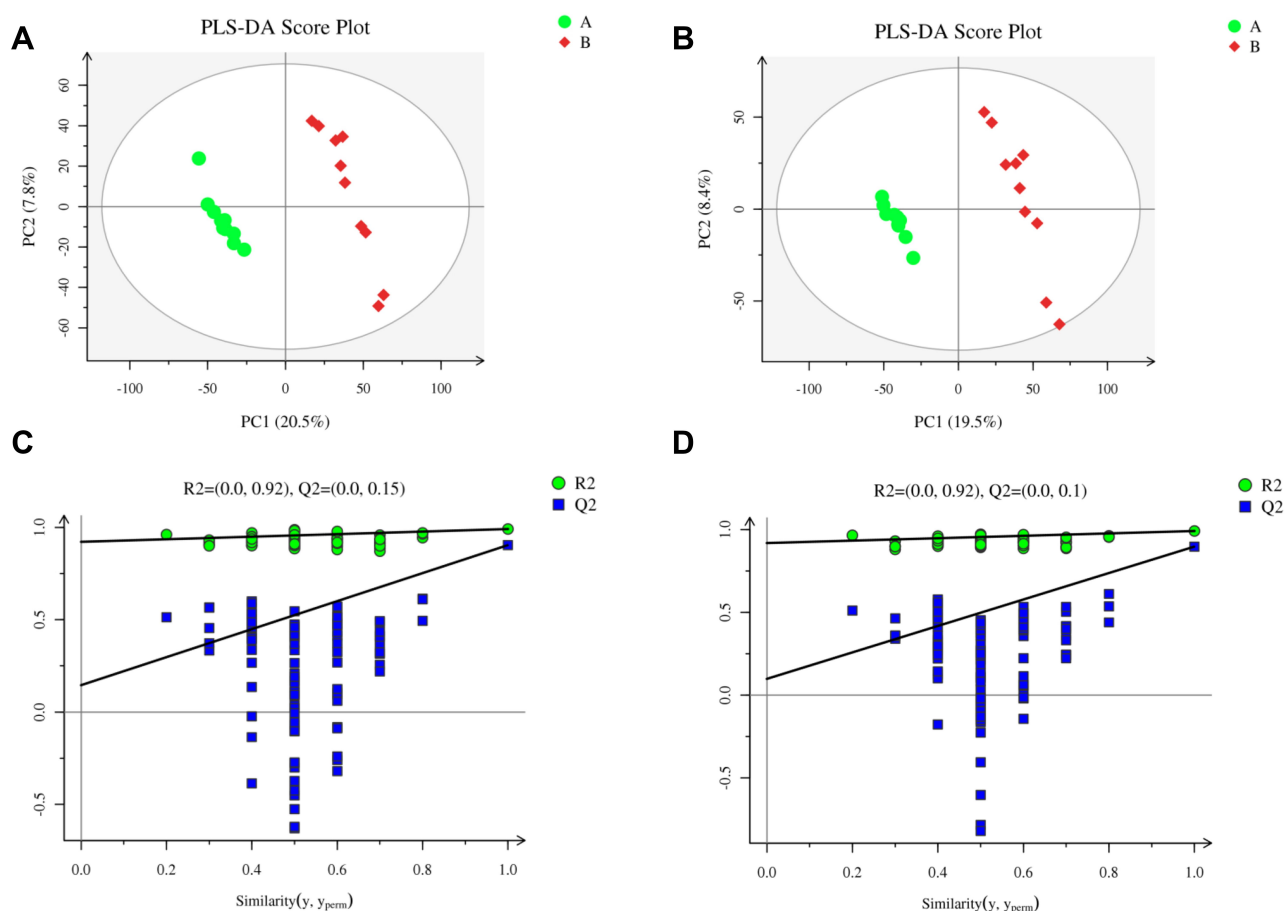 A
PLS-DA Score Plot
A
B
PC2 (7.8%)
60
40
20
0
-20
-40
-60
-100
-50
0
50
100
PC1 (20.5%)
B
PLS-DA Score Plot
A
B
PC2 (8.4%)
50
0
-50
-100
-50
0
50
100
PC1 (19.5%)
C
R2=(0.0, 0.92), Q2=(0.0, 0.15)
R2
Q2
1.0
0.5
0.0
-0.5
0.0
0.2
0.4
0.6
0.8
1.0
Similarity(y, yperm)
D
R2=(0.0, 0.92), Q2=(0.0, 0.1)
R2
Q2
1.0
0.5
0.0
-0.5
0.0
0.2
0.4
0.6
0.8
1.0
Similarity(y, yperm)